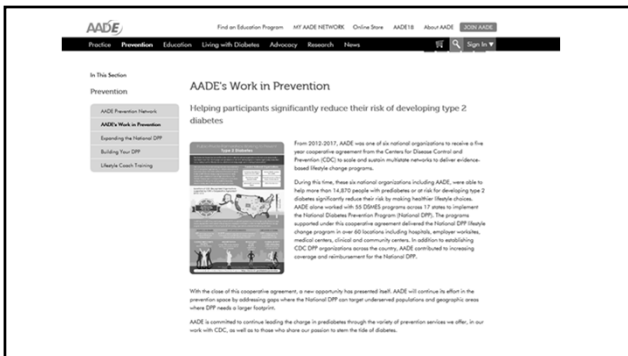 AADE
Find an Education Program MY AADE NETWORK Online Store AADE18 About AADE JOIN AADE
Practice Prevention Education Living with Diabetes Advocacy Research News Sign In
In This Section
Prevention
AADE Prevention Network
AADE's Work in Prevention
Expanding the National DPP
Building Your DPP
Lifestyle Coach Training
AADE's Work in Prevention
Helping participants significantly reduce their risk of developing type 2
diabetes
Type 2 Diabetes
From 2012-2017, AADE was one of six national organizations to receive a five
year cooperative agreement from the Centers for Disease Control and
Prevention (CDC) to scale and sustain multistate networks to deliver evidence-
based lifestyle change programs.
During this time, these six national organizations including AADE, were able to
help more than 14,870 people with prediabetes or at risk for developing type 2
diabetes significantly reduce their risk by making healthier lifestyle choices.
AADE alone worked with 55 DSMES programs across 17 states to implement
the National Diabetes Prevention Program (National DPP). The programs
supported under this cooperative agreement delivered the National DPP lifestyle
change program in over 60 locations including hospitals, employer worksites,
medical centers, clinical and community centers. In addition to establishing
CDC DPP organizations across the country, AADE contributed to increasing
coverage and reimbursement for the National DPP.
With the close of this cooperative agreement, a new opportunity has presented itself. AADE will continue its effort in the
prevention space by addressing gaps where the National DPP can target underserved populations and geographic areas
where DPP needs a larger footprint.
AADE is committed to continue leading the charge in prediabetes through the variety of prevention services we offer, in our
work with CDC, as well as to those who share our passion to stem the tide of diabetes.